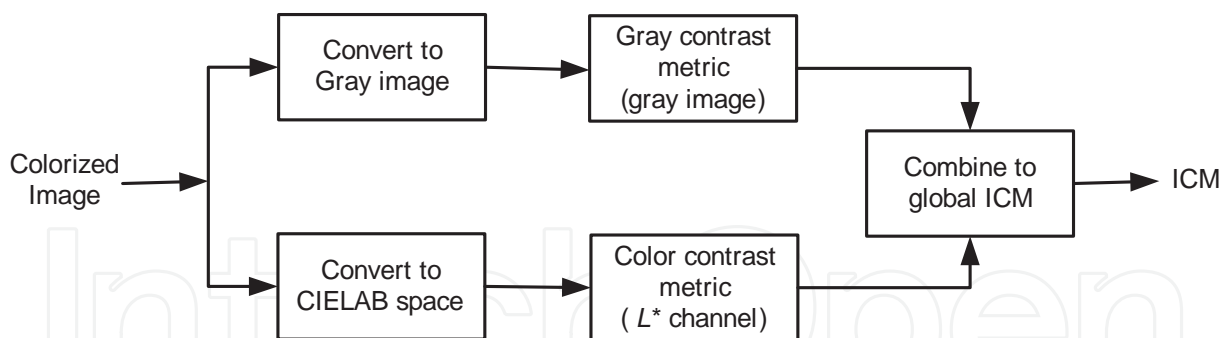 Colorized
Image
Convert to
Gray image
Gray contrast
metric
(gray image)
Convert to
CIELAB space
Color contrast
metric
( L* channel)
Combine to
global ICM
ICM
IntechOpen